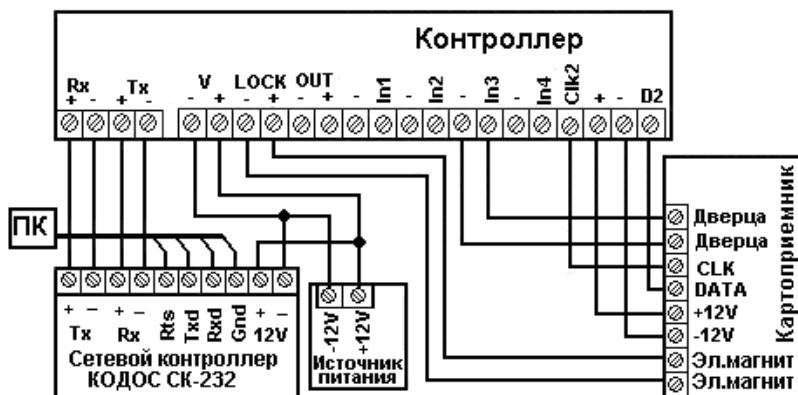 Контроллер
Rx Tx V LOCK OUT In1 In2 In3 In4 Clk2 + - D2
+ - + - - + - + - + - - - -
ПК
Дверца
Дверца
CLK
DATA
+12V
-12V
Эл.магнит
Эл.магнит
Картоприемник
+ - + - Rts Txd Rxd Gnd + -
Tx Rx 12V
Сетевой контроллер
КОДОС СК-232
-12V +12V
Источник
питания